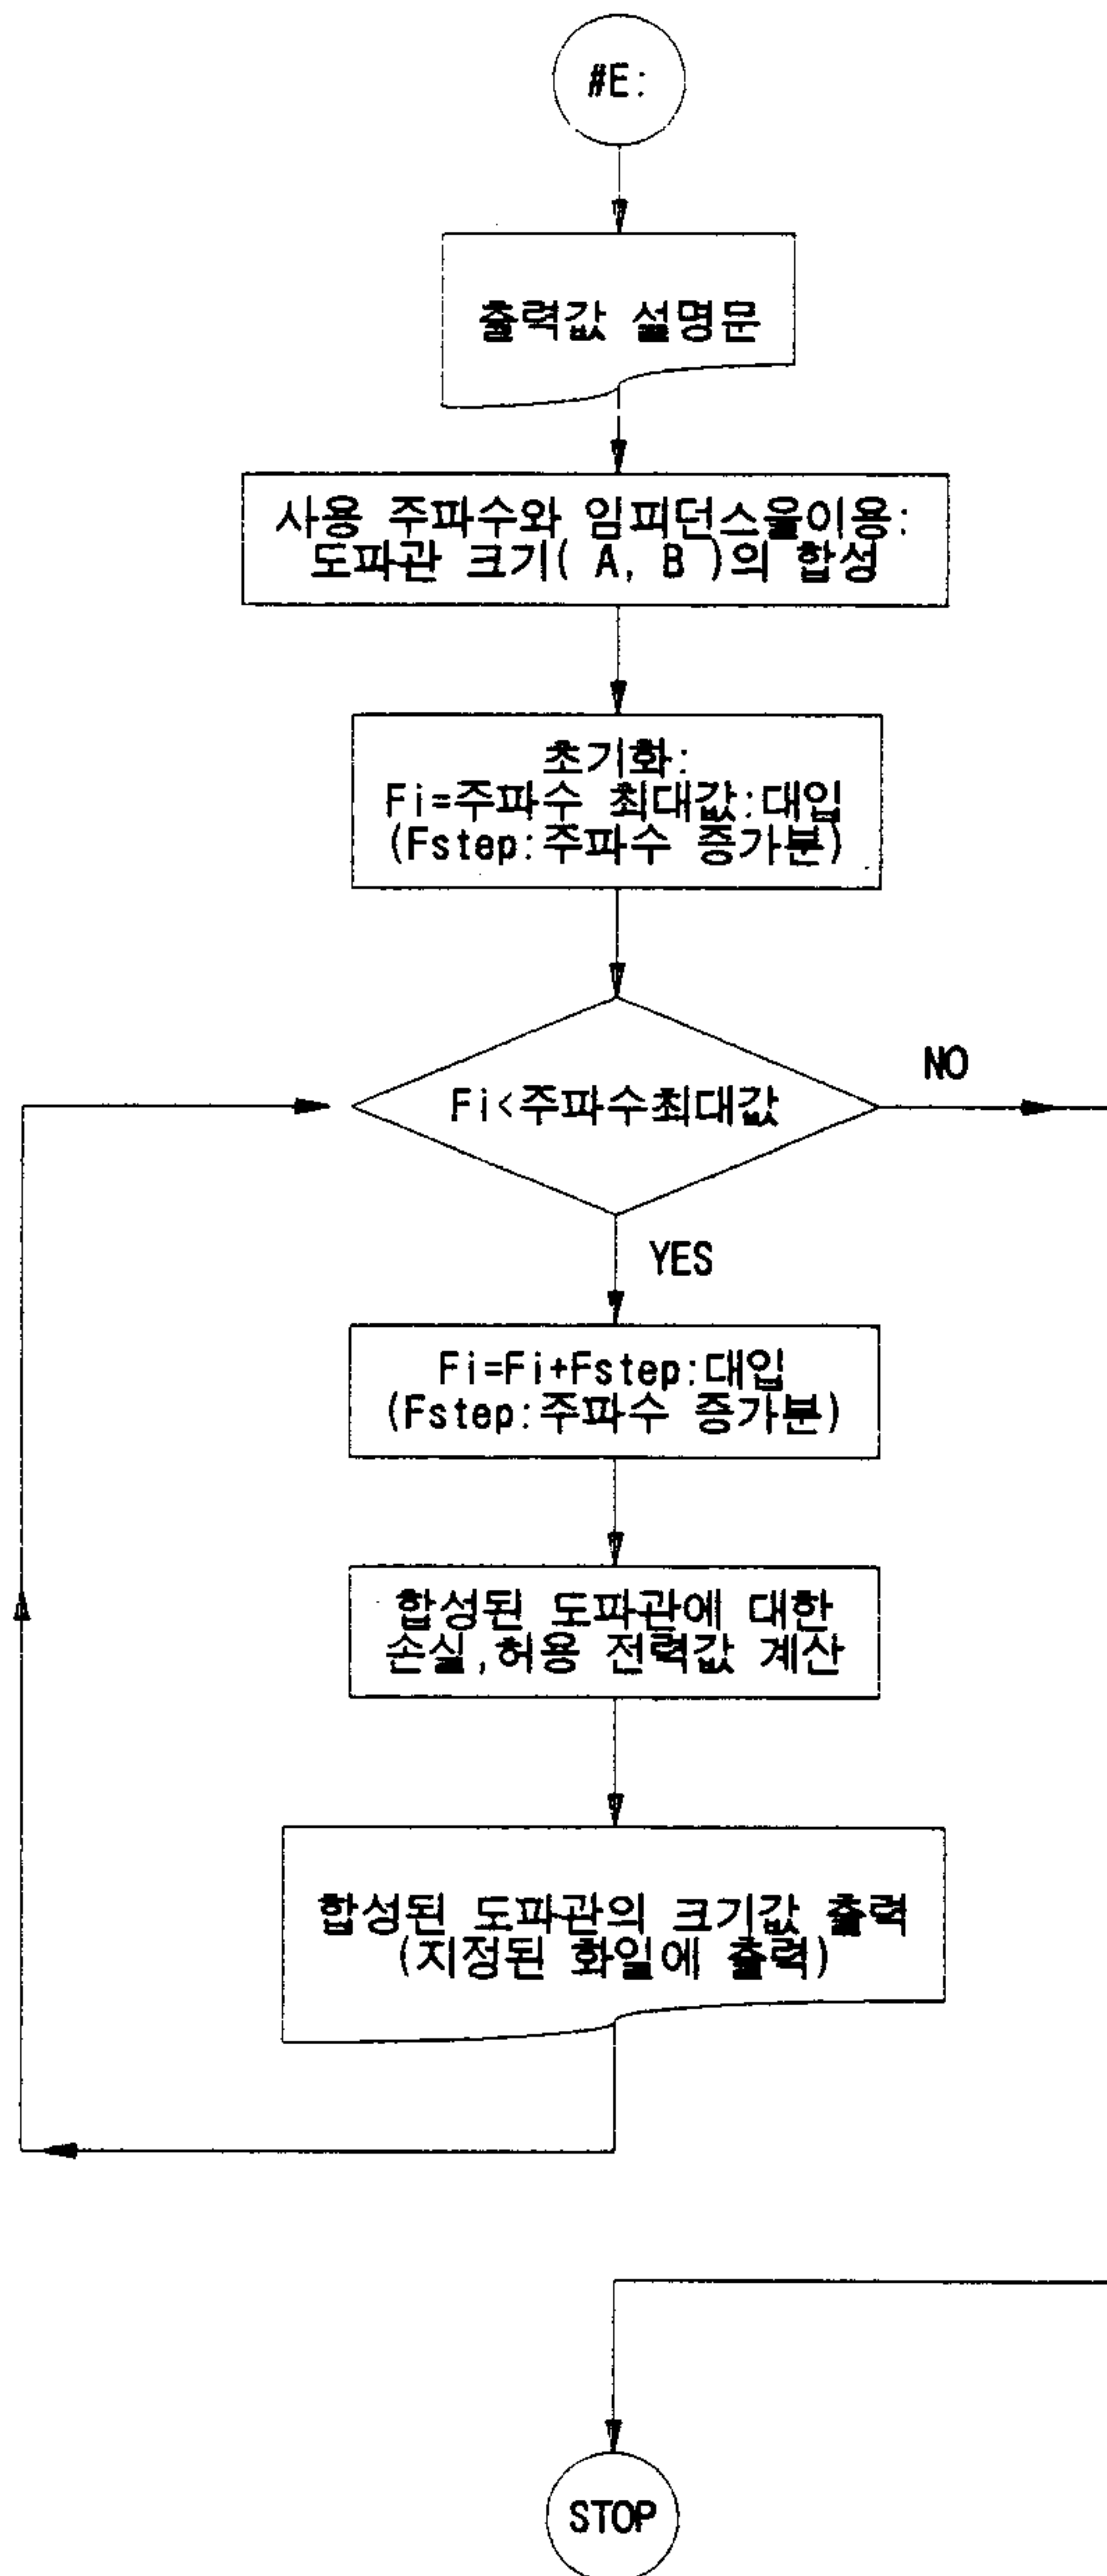 #E:
출력값 설명문
사용 주파수와 임피던스을이용:
도파관 크기( A, B )의 합성
초기화:
Fi=주파수 최대값:대입
(Fstep:주파수 증가분)
Fi<주파수최대값
NO
YES
Fi=Fi+Fstep:대입
(Fstep:주파수 증가분)
합성된 도파관에 대한
손실,허용 전력값 계산
합성된 도파관의 크기값 출력
(지정된 화일에 출력)
STOP